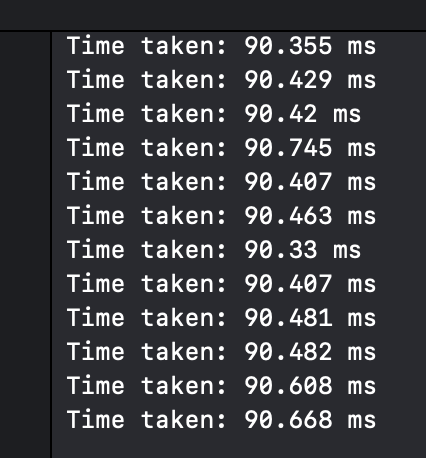 Time taken: 90.355 ms
Time taken: 90.429 ms
Time taken: 90.42 ms
Time taken: 90.745 ms
Time taken: 90.407 ms
Time taken: 90.463 ms
Time taken: 90.33 ms
Time taken: 90.407 ms
Time taken: 90.481 ms
Time taken: 90.482 ms
Time taken: 90.608 ms
Time taken: 90.668 ms